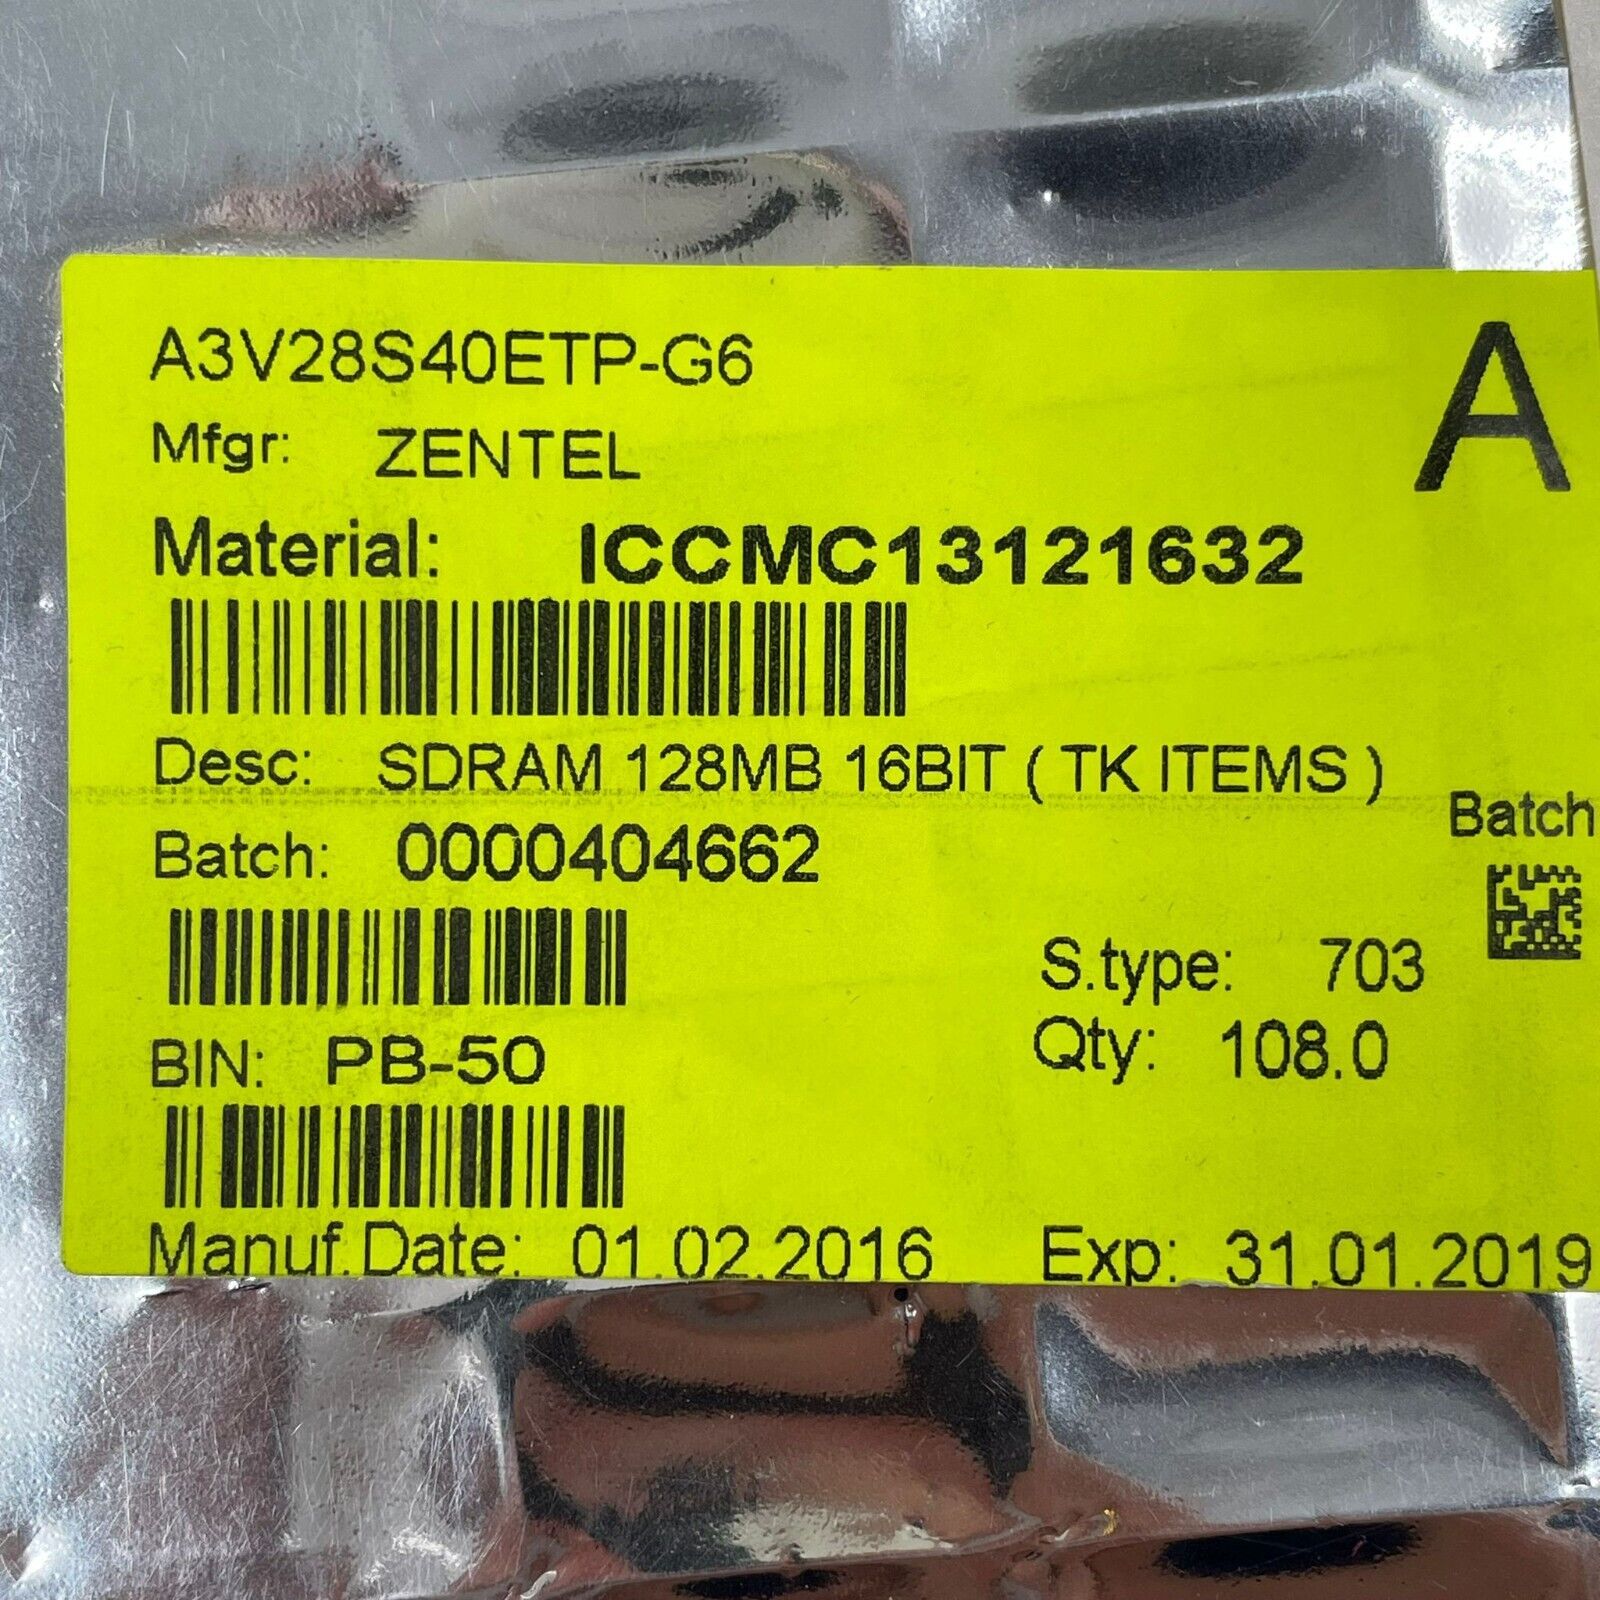 A3V28S40ETP-G6
A
Mfgr: ZENTEL
Material: ICCMC13121632
Desc: SDRAM 128MB 16BIT ( TK ITEMS )
Batch
Batch: 0000404662
S.type: 703
BIN: PB-50
Qty: 108.0
Manuf.Date: 01.02.2016 Exp: 31.01.2019